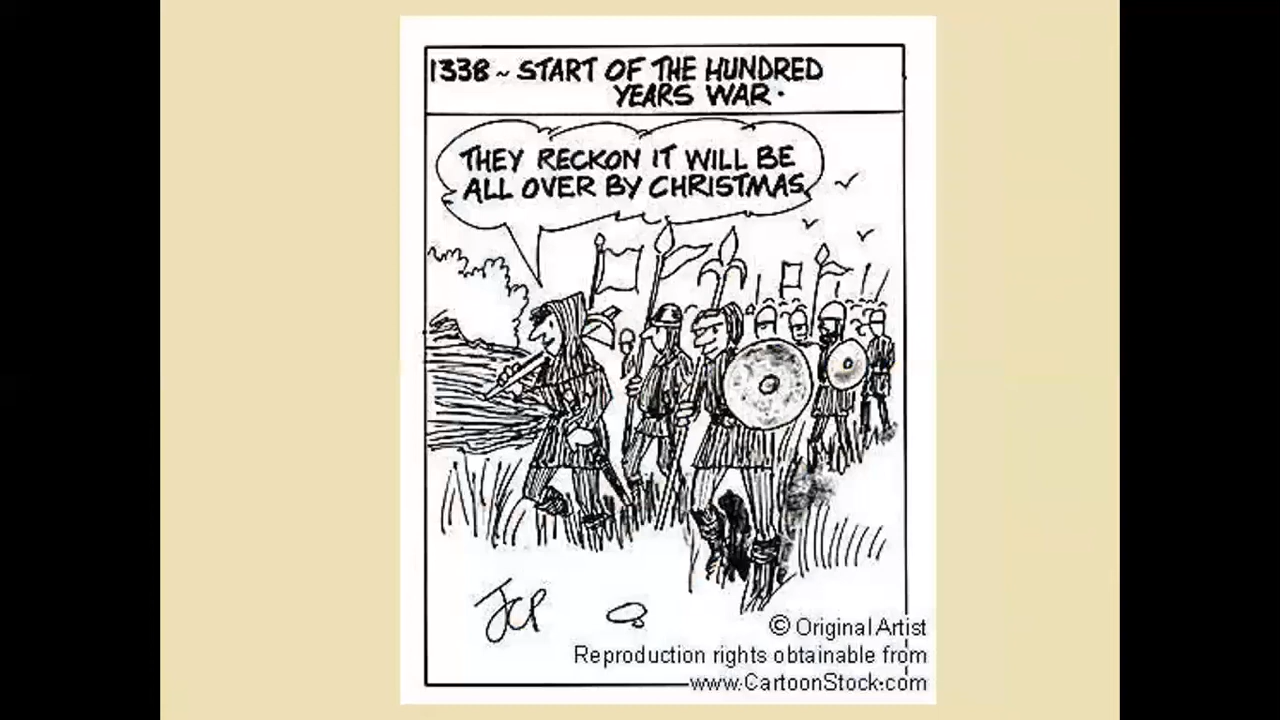 1338 ~ START OF THE HUNDRED
YEARS WAR.
THEY RECKON IT WILL BE
ALL OVER BY CHRISTMAS
JCP
© Original Artist
Reproduction rights obtainable from
www.CartoonStock.com